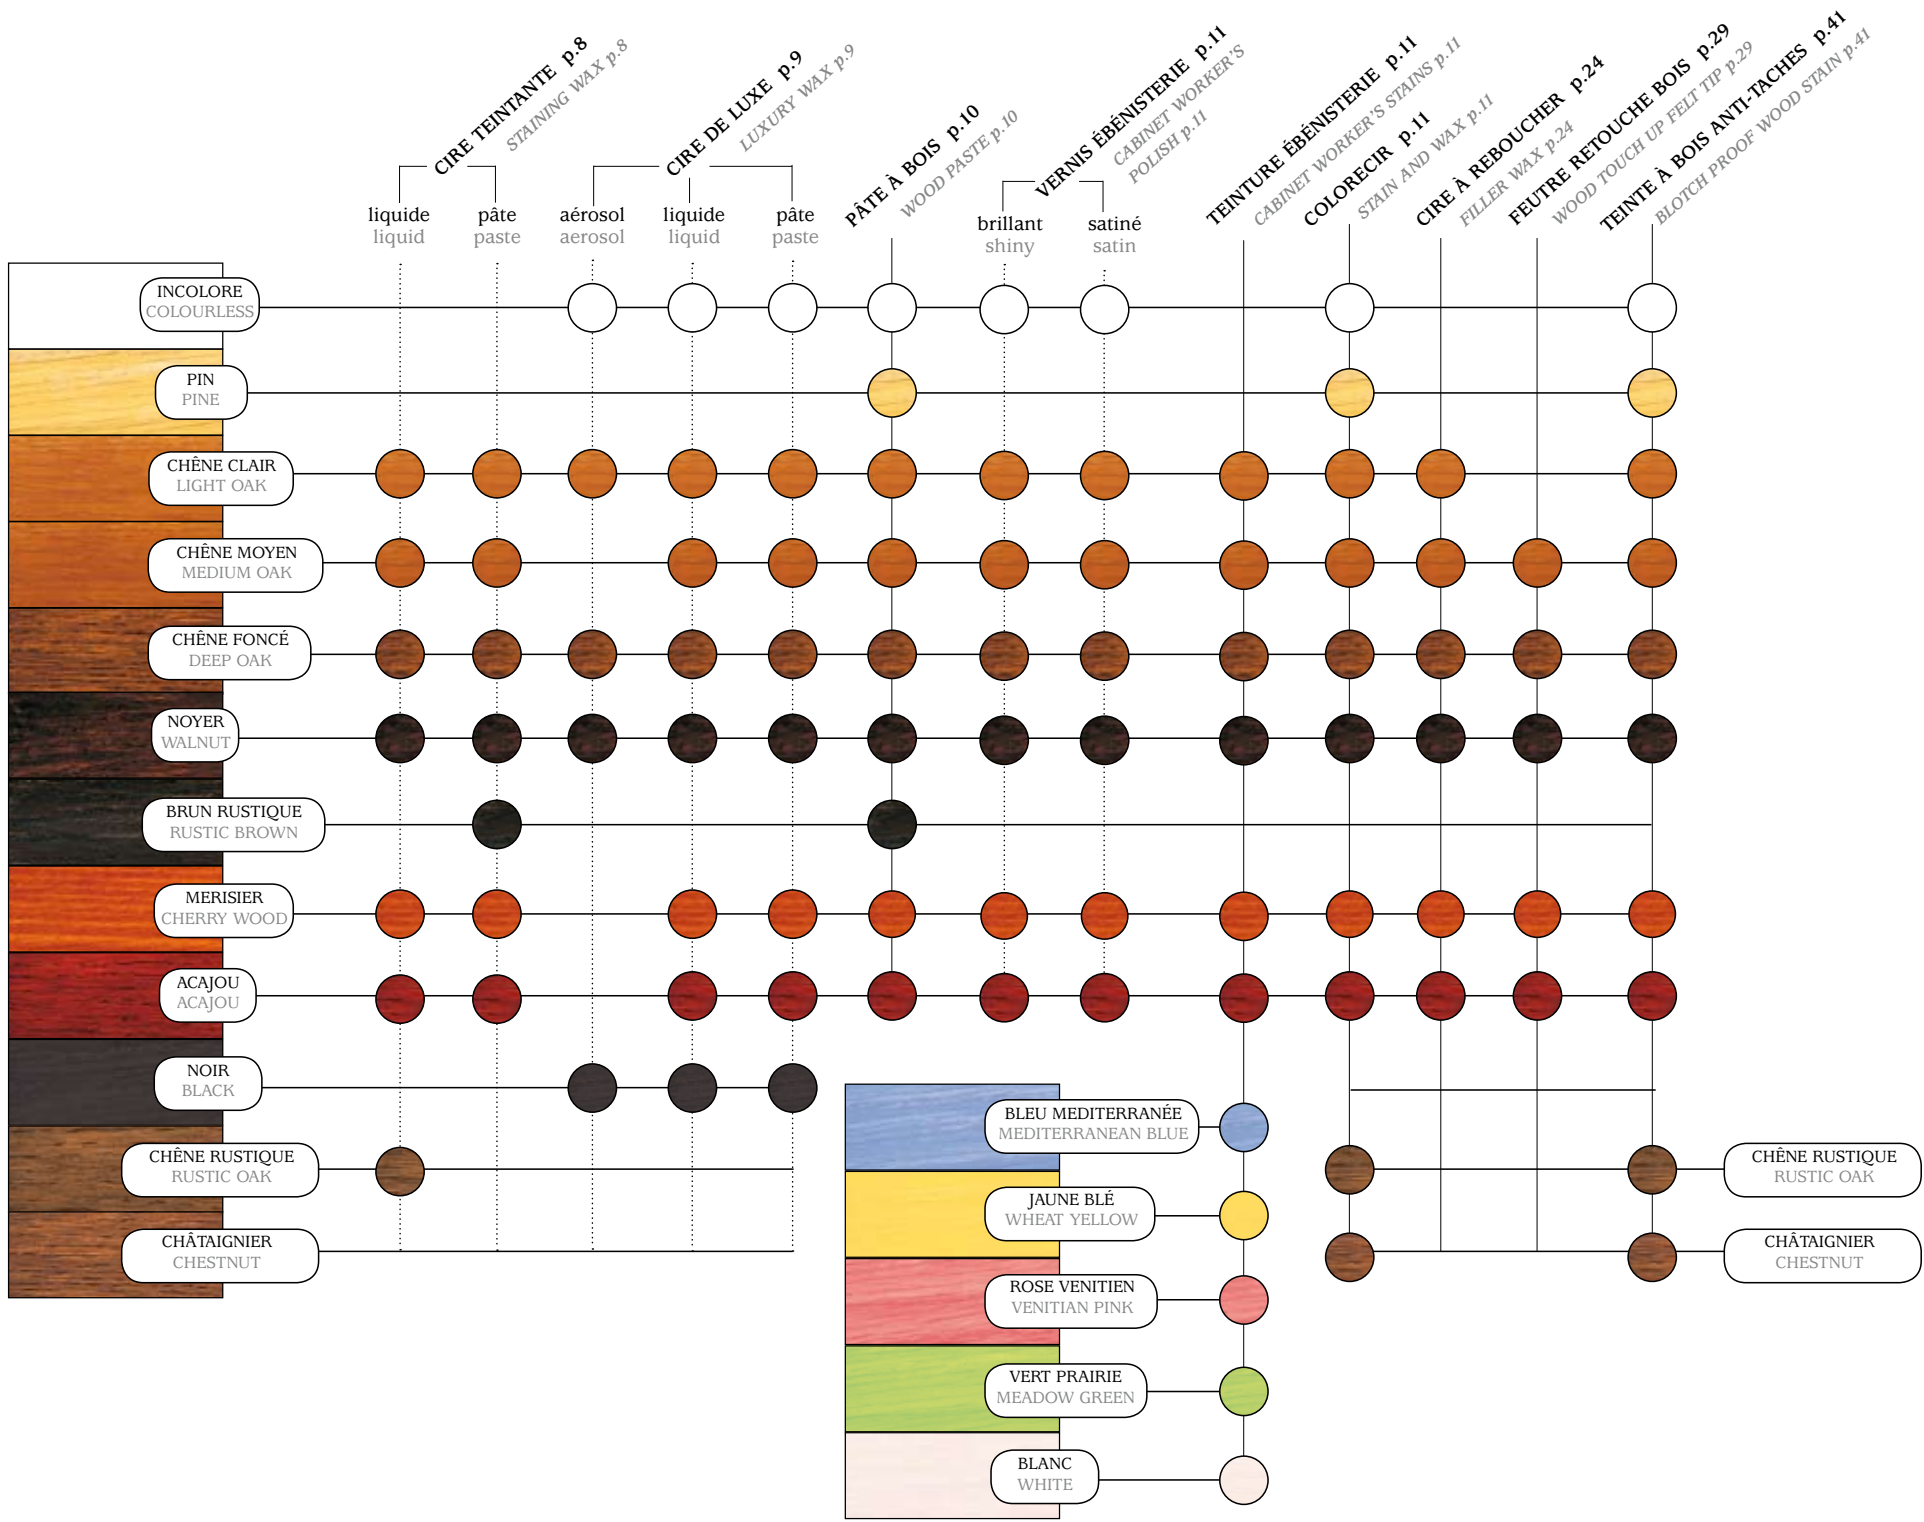 CIRE TEINTANTE p.8
STAINING WAX p.8
CIRE DE LUXE p.9
LUXURY WAX p.9
PÂTE À BOIS p.10
WOOD PASTE p.10
VERNIS ÉBÉNISTERIE p.11
CABINET WORKER'S
POLISH p.11
TEINTURE ÉBÉNISTERIE p.11
CABINET WORKER'S STAINS p.11
COLORECIR p.11
STAIN AND WAX p.11
CIRE À REBOUCHER p.24
FILLER WAX p.24
FEUTRE RETOUCHE BOIS p.29
WOOD TOUCH UP FELT TIP p.29
TEINTE À BOIS ANTI-TACHES p.41
BLOTCH PROOF WOOD STAIN p.41
liquide
liquid
pâte
paste
aérosol
aerosol
liquide
liquid
pâte
paste
brillant
shiny
satiné
satin
INCOLORE
COLOURLESS
PIN
PINE
CHÊNE CLAIR
LIGHT OAK
CHÊNE MOYEN
MEDIUM OAK
CHÊNE FONCÉ
DEEP OAK
NOYER
WALNUT
BRUN RUSTIQUE
RUSTIC BROWN
MERISIER
CHERRY WOOD
ACAJOU
ACAJOU
NOIR
BLACK
CHÊNE RUSTIQUE
RUSTIC OAK
CHÂTAIGNIER
CHESTNUT
BLEU MEDITERRANÉE
MEDITERRANEAN BLUE
JAUNE BLÉ
WHEAT YELLOW
ROSE VENITIEN
VENITIAN PINK
VERT PRAIRIE
MEADOW GREEN
BLANC
WHITE
CHÊNE RUSTIQUE
RUSTIC OAK
CHÂTAIGNIER
CHESTNUT